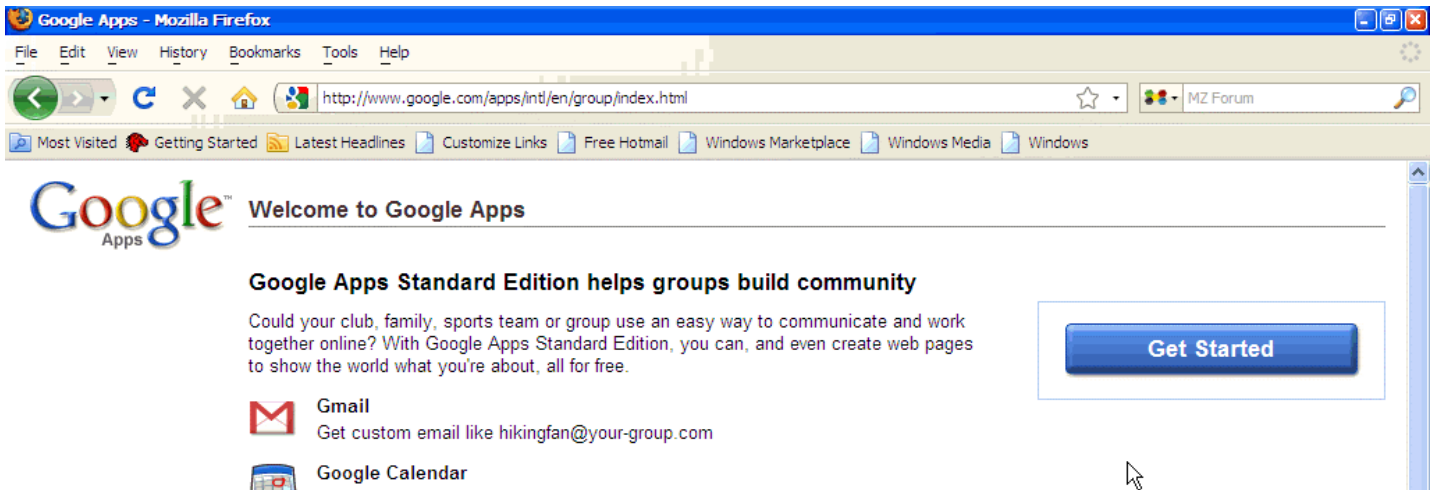 Google Apps - Mozilla Firefox
File Edit View History Bookmarks Tools Help
http://www.google.com/apps/intl/en/group/index.html
MZ Forum
Most Visited Getting Started Latest Headlines Customize Links Free Hotmail Windows Marketplace Windows Media Windows
Google™
Apps
Welcome to Google Apps
Google Apps Standard Edition helps groups build community
Could your club, family, sports team or group use an easy way to communicate and work
together online? With Google Apps Standard Edition, you can, and even create web pages
to show the world what you're about, all for free.
Get Started
Gmail
Get custom email like hikingfan@your-group.com
Google Calendar